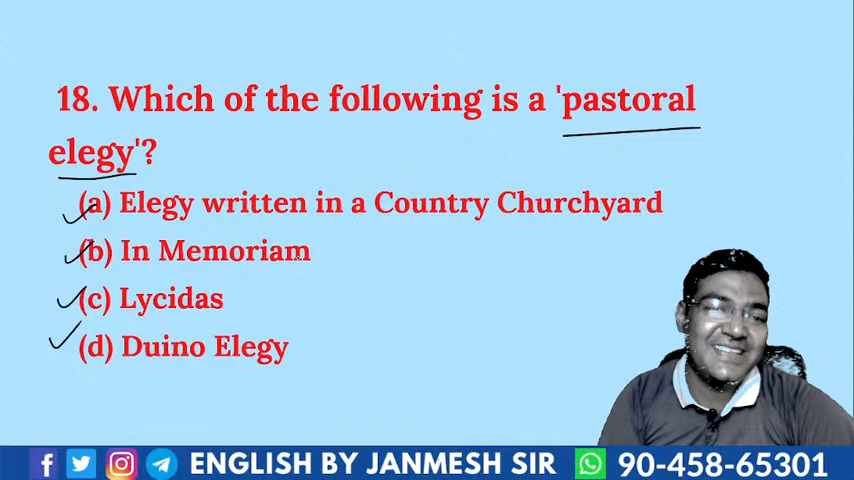 18. Which of the following is a 'pastoral
elegy'?
(a) Elegy written in a Country Churchyard
(b) In Memoriam
(c) Lycidas
(d) Duino Elegy
ENGLISH BY JANMESH SIR 90-458-65301